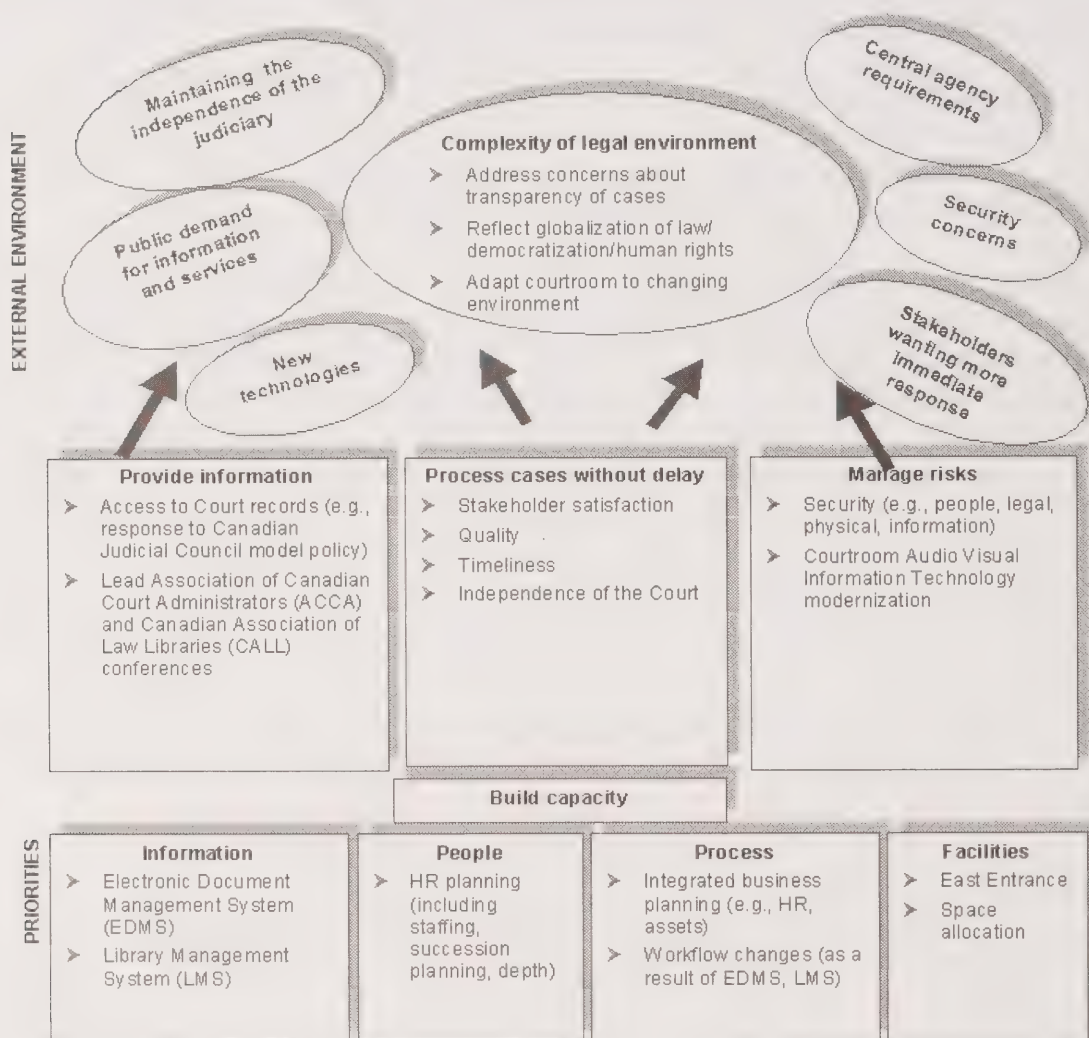 EXTERNAL ENVIRONMENT
Maintaining the
independence of the
judiciary
Public demand
for information
and services
New
technologies
Complexity of legal environment
➢ Address concerns about
transparency of cases
➢ Reflect globalization of law/
democratization/human rights
➢ Adapt courtroom to changing
environment
Central agency
requirements
Security
concerns
Stakeholders
wanting more
immediate
response
Provide information
➢ Access to Court records (e.g.,
response to Canadian
Judicial Council model policy)
➢ Lead Association of Canadian
Court Administrators (ACCA)
and Canadian Association of
Law Libraries (CALL)
conferences
Process cases without delay
➢ Stakeholder satisfaction
➢ Quality
➢ Timeliness
➢ Independence of the Court
Manage risks
➢ Security (e.g., people, legal,
physical, information)
➢ Courtroom Audio Visual
Information Technology
modernization
Build capacity
PRIORITIES
Information
➢ Electronic Document
Management System
(EDMS)
➢ Library Management
System (LMS)
People
➢ HR planning
(including
staffing,
succession
planning, depth)
Process
➢ Integrated business
planning (e.g., HR,
assets)
➢ Workflow changes (as a
result of EDMS, LMS)
Facilities
➢ East Entrance
➢ Space
allocation